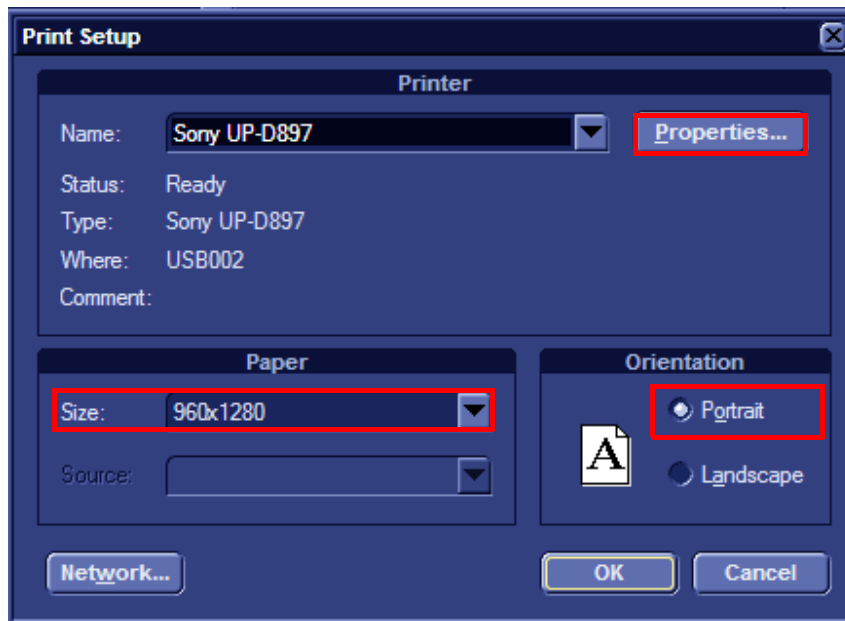 Print Setup
Printer
Name: Sony UP-D897 Properties...
Status: Ready
Type: Sony UP-D897
Where: USB002
Comment:
Paper
Size: 960x1280
Source:
Orientation
A
Portrait
Landscape
Network... OK Cancel